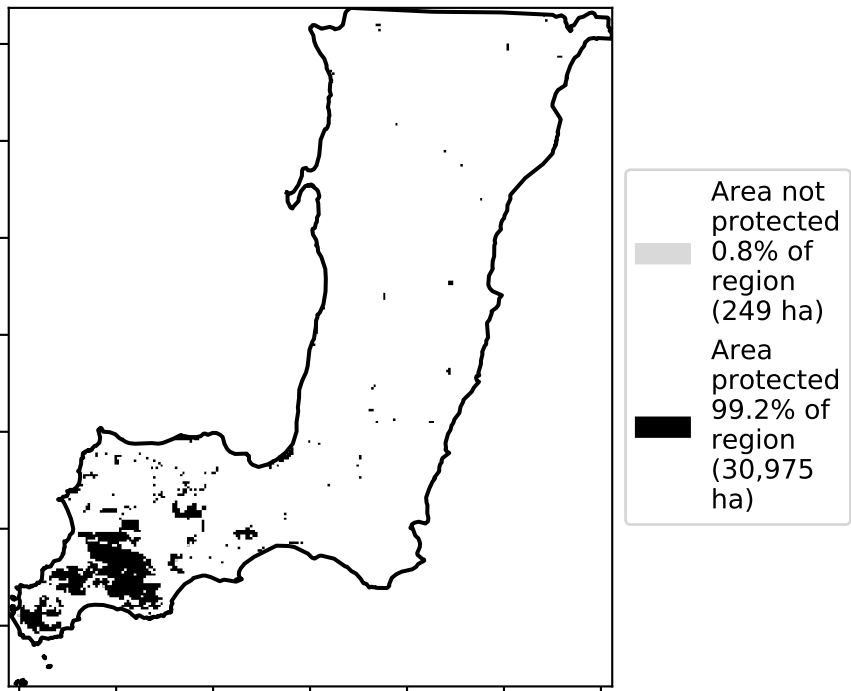 Area not
protected
0.8% of
region
(249 ha)
Area
protected
99.2% of
region
(30,975
ha)